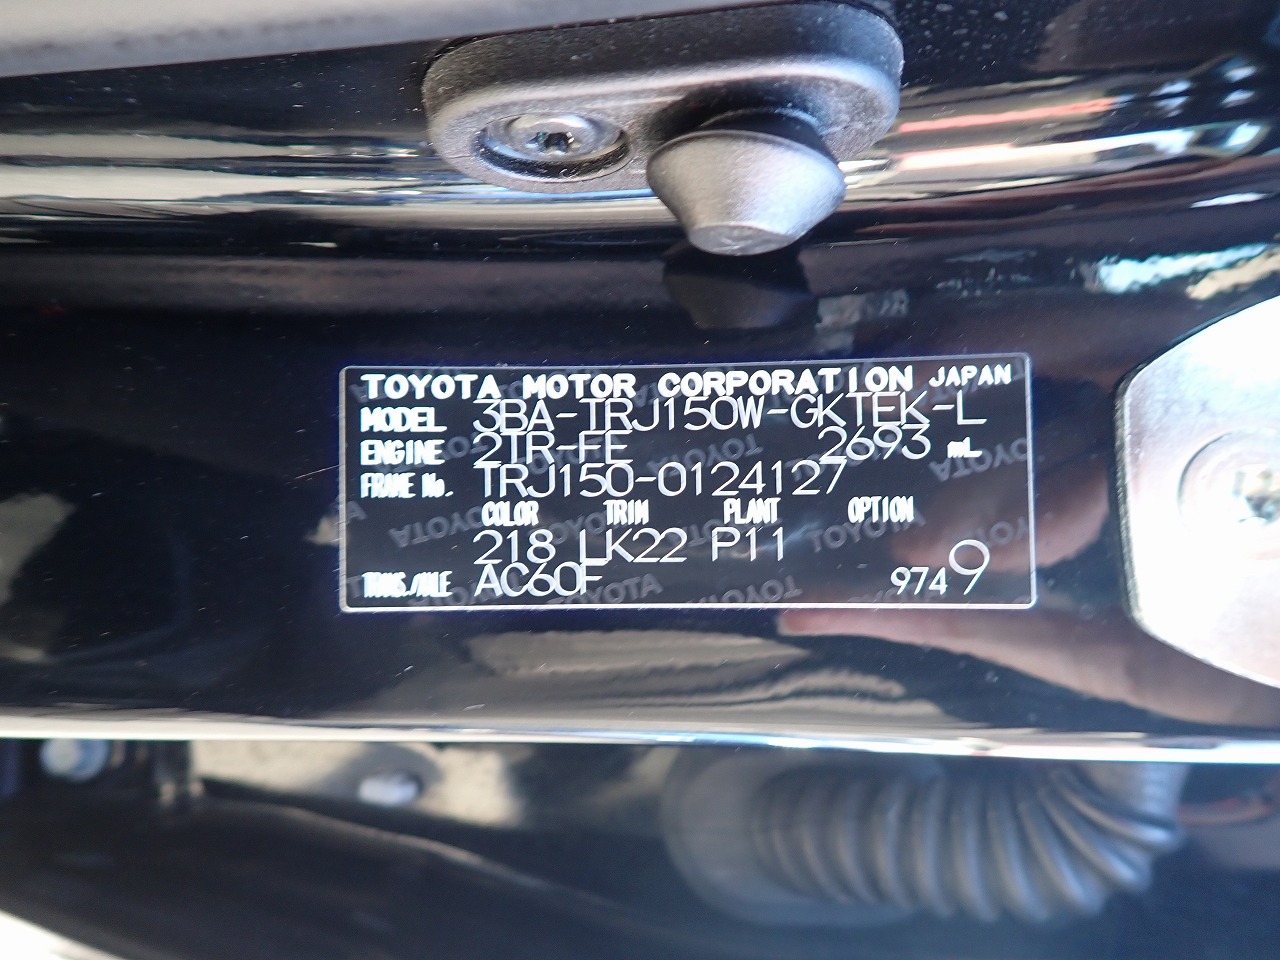 TOYOTA MOTOR CORPORATION JAPAN
MODEL 3BA-TRJ150W-GKTEK-L
ENGINE 2TR-FE 2693 mL
FRAME No. TRJ150-0124127
COLOR TRIM PLANT OPTION
218 LK22 P11
TRANS./AXLE AC60F 9749